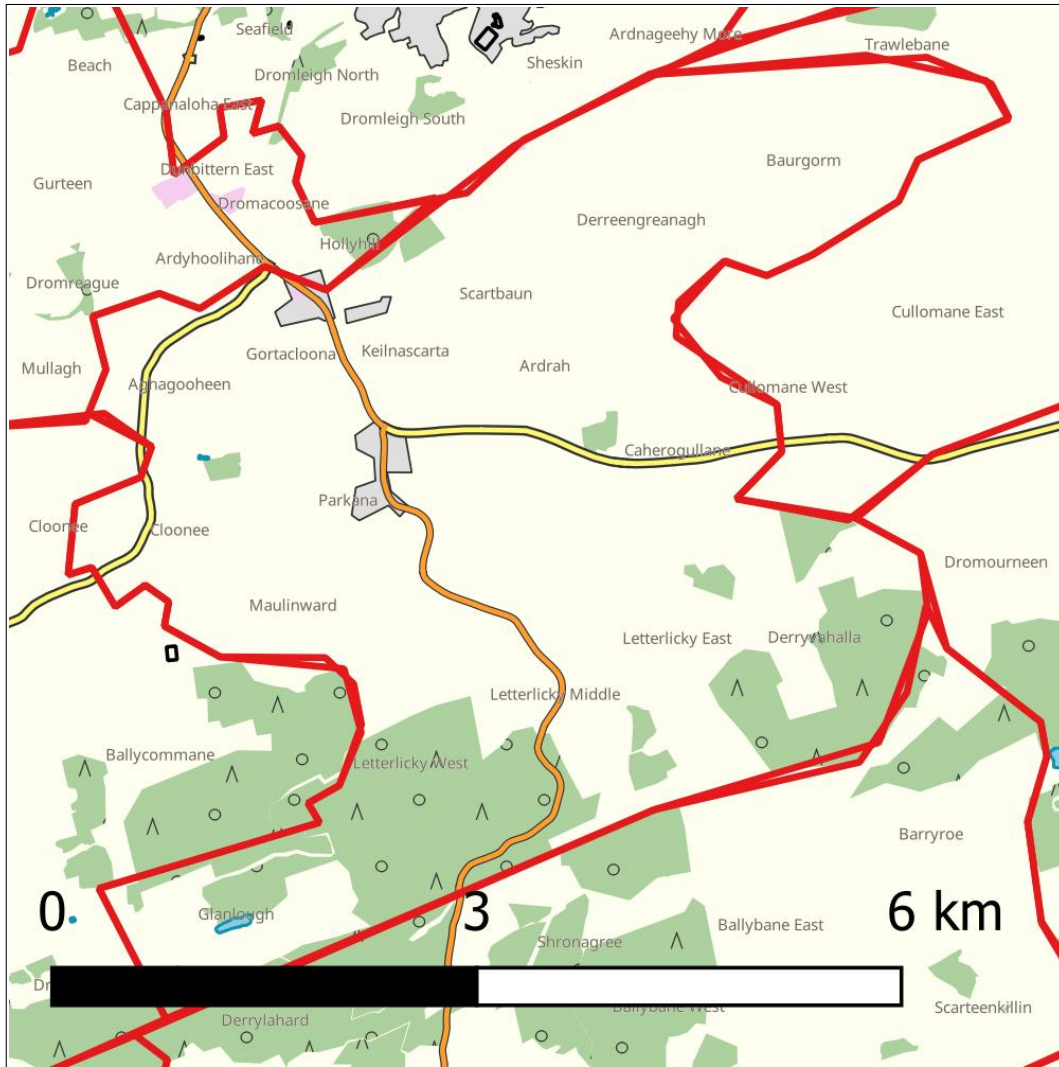 Seafield
Ardnageehy More
Trawlebane
Beach
Sheskin
Dromleigh North
Cappanaloha East
Dromleigh South
Baurgorm
Dunbittern East
Gurteen
Dromacoosane
Derreengreanagh
Hollyhill
Ardyhoolihane
Dromreague
Scartbaun
Cullomane East
Gortacloona
Keilnascarta
Mullagh
Ardrah
Agnagooheen
Cullomane West
Caherogullane
Parkana
Cloonee
Cloonee
Dromourneen
Maulinward
Letterlicky East
Derryvahalla
Letterlicky Middle
Ballycommane
Letterlicky West
Barryroe
0
3
6 km
Glanlough
Ballybane East
Shronagree
Ballybane West
Scarteenkillin
Derrylahard